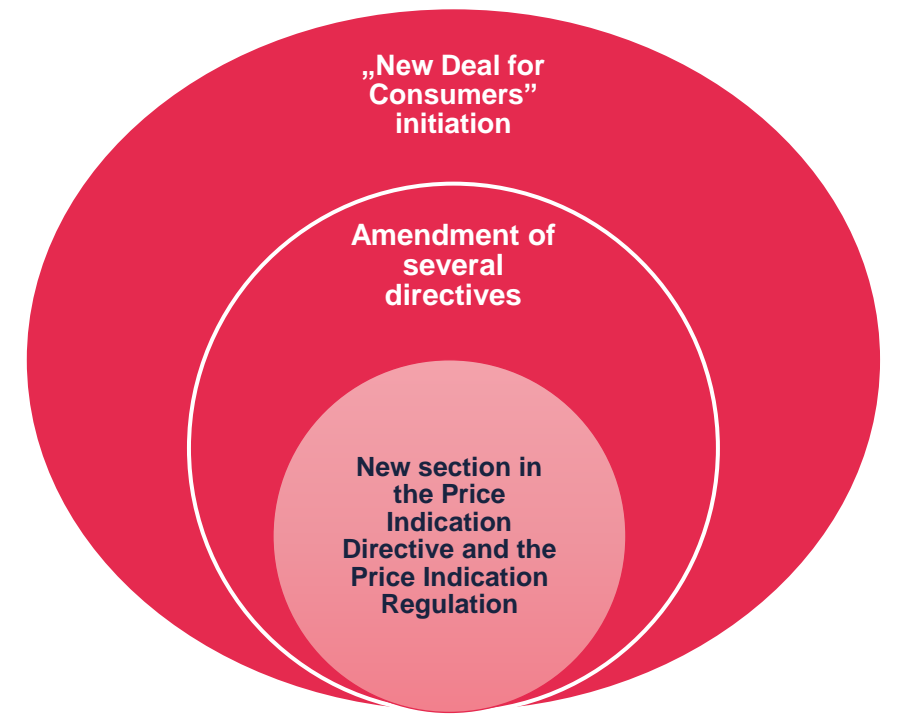 „New Deal for
Consumers”
initiation
Amendment of
several
directives
New section in
the Price
Indication
Directive and the
Price Indication
Regulation